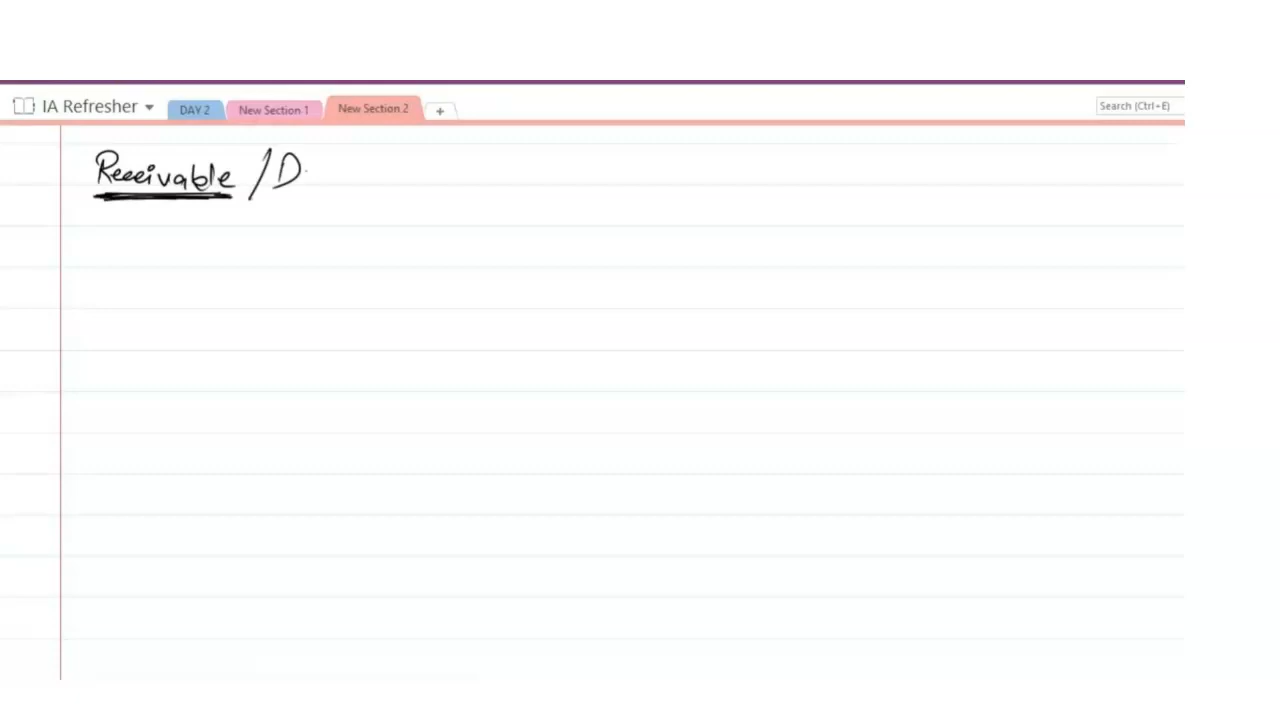 IA Refresher DAY 2 New Section 1 New Section 2 + Search (Ctrl+E)
Receivable / D